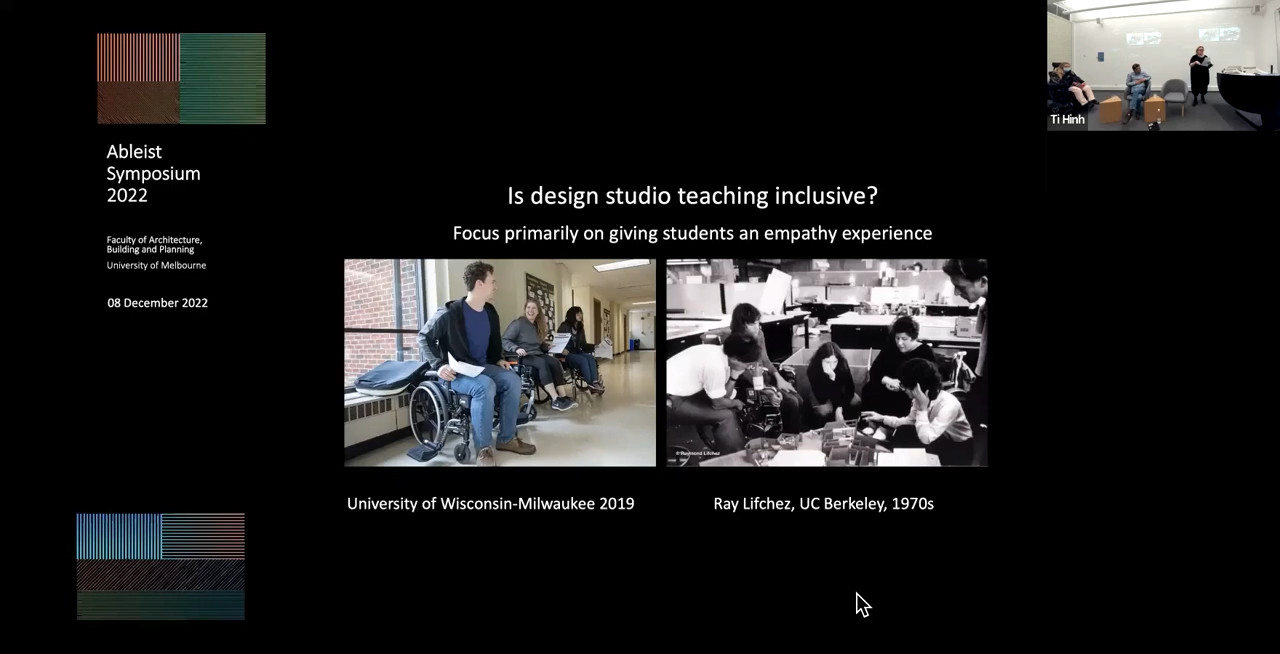 Ableist
Symposium
2022
Faculty of Architecture,
Building and Planning
University of Melbourne
08 December 2022
Is design studio teaching inclusive?
Focus primarily on giving students an empathy experience
© Raymond Lifchez
University of Wisconsin-Milwaukee 2019
Ray Lifchez, UC Berkeley, 1970s
Ti Hinh